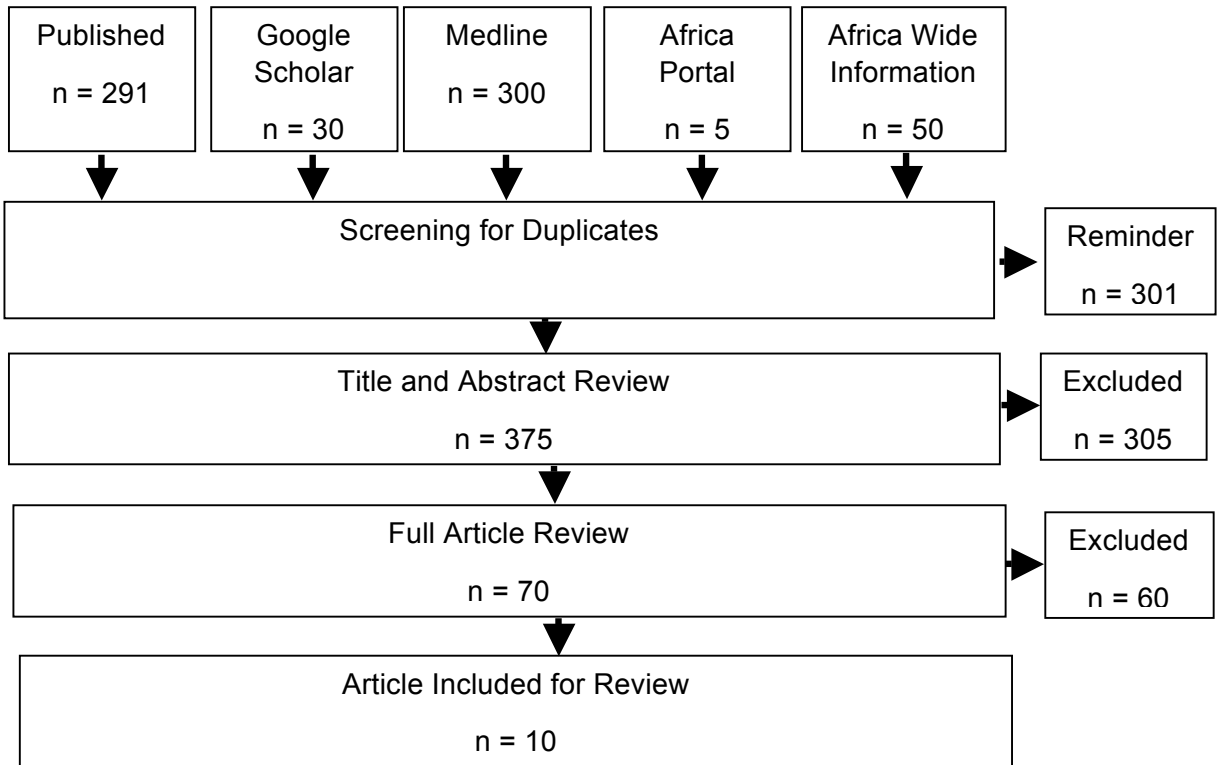 Published
n = 291
Google
Scholar
n = 30
Medline
n = 300
Africa
Portal
n = 5
Africa Wide
Information
n = 50
Screening for Duplicates
Reminder
n = 301
Title and Abstract Review
n = 375
Excluded
n = 305
Full Article Review
n = 70
Excluded
n = 60
Article Included for Review
n = 10